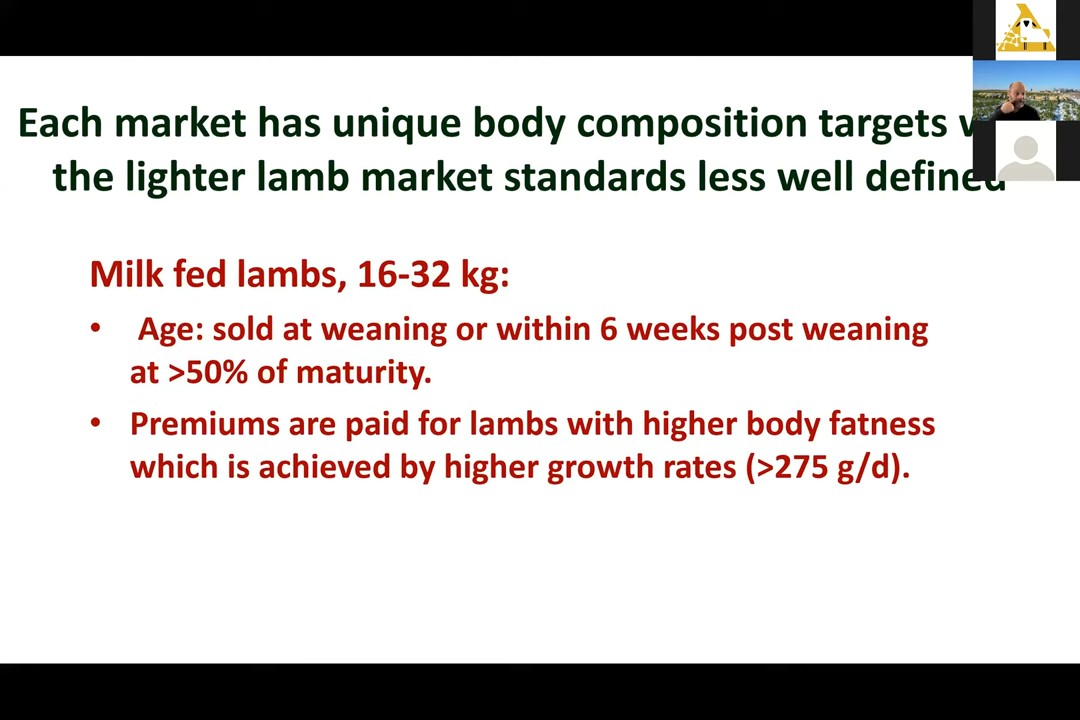 Each market has unique body composition targets
the lighter lamb market standards less well defined
Milk fed lambs, 16-32 kg:
• Age: sold at weaning or within 6 weeks post weaning
at >50% of maturity.
• Premiums are paid for lambs with higher body fatness
which is achieved by higher growth rates (>275 g/d).